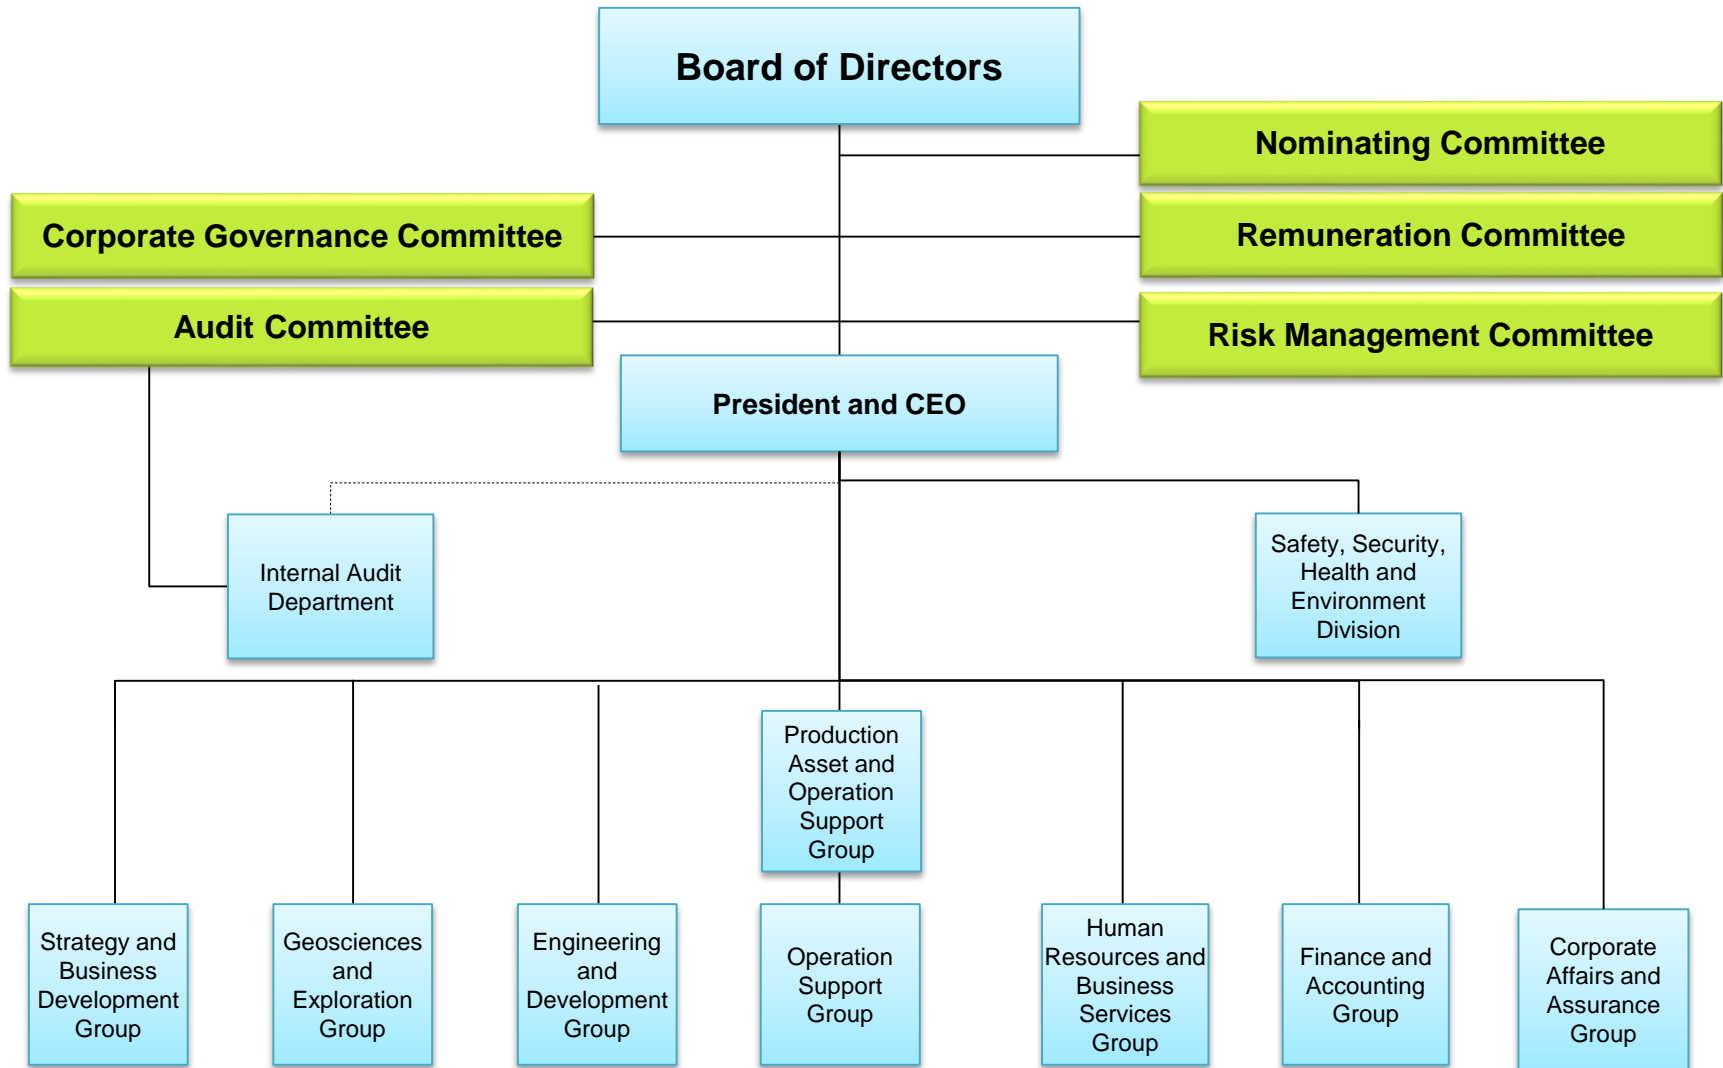 Board of Directors
Nominating Committee
Corporate Governance Committee
Remuneration Committee
Audit Committee
Risk Management Committee
President and CEO
Internal Audit
Department
Safety, Security,
Health and
Environment
Division
Production
Asset and
Operation
Support
Group
Strategy and
Business
Development
Group
Geosciences
and
Exploration
Group
Engineering
and
Development
Group
Operation
Support
Group
Human
Resources and
Business
Services
Group
Finance and
Accounting
Group
Corporate
Affairs and
Assurance
Group